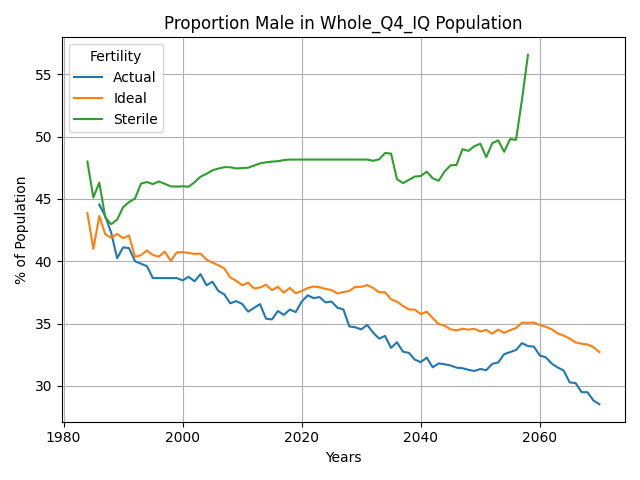 Proportion Male in Whole_Q4_IQ Population
Fertility
Actual
Ideal
Sterile
% of Population
55
50
45
40
35
30
1980
2000
2020
2040
2060
Years